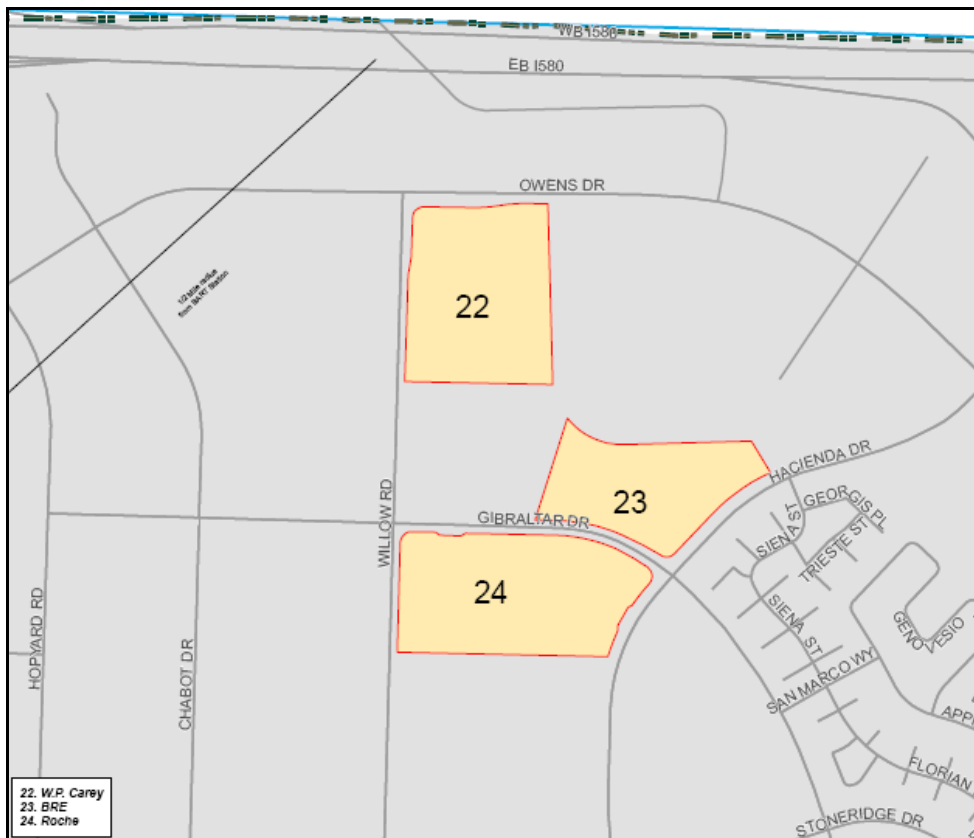 WB I580
EB I580
OWENS DR
1/2 Mile radius
from BART Station
22
HACIENDA DR
23
GEORGIS PL
SIENA ST
TRIESTE ST
GIBRALTAR DR
WILLOW RD
24
SIENA ST
GENOVESIO
HOPYARD RD
CHABOT DR
SAN MARCO WY
APPI
FLORIAN
STONERIDGE DR
22. W.P. Carey
23. BRE
24. Roche